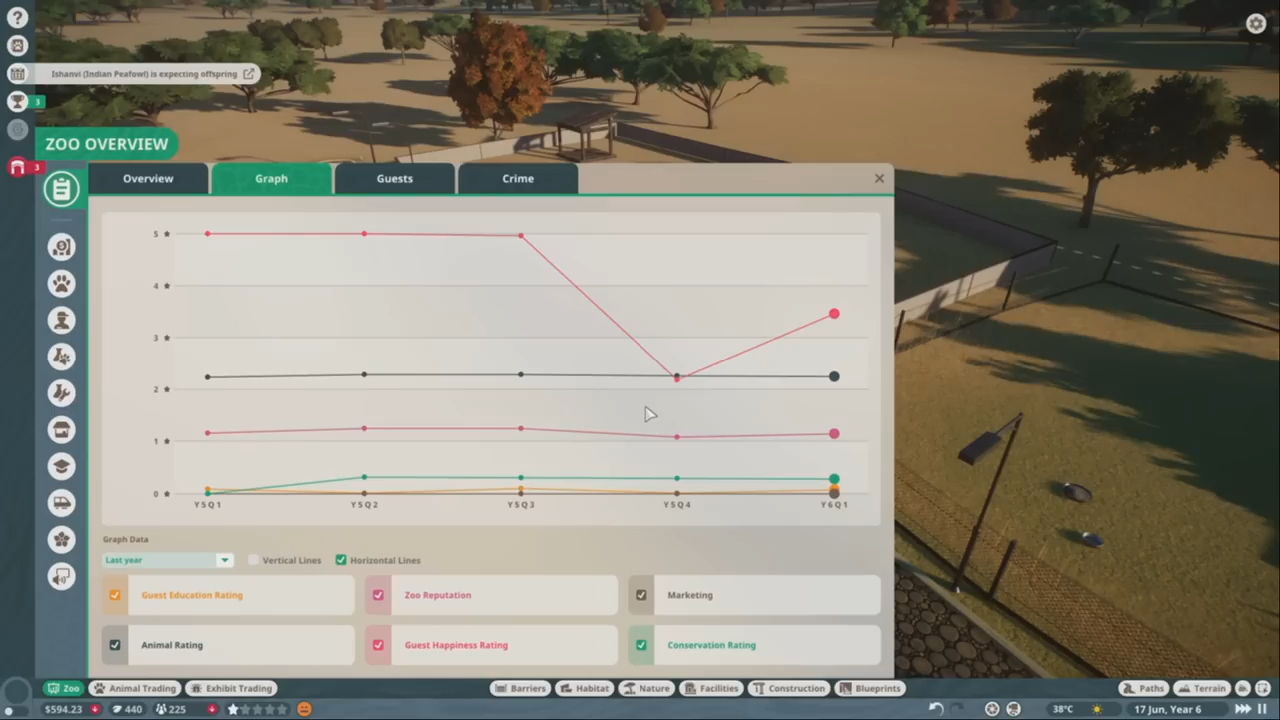 ?
Ishanvi (Indian Peafowl) is expecting offspring
3
ZOO OVERVIEW
3
Overview
Graph
Guests
Crime
5
4
3
2
1
0
Y5Q1
Y5Q2
Y5Q3
Y5Q4
Y6Q1
Graph Data
Last year
Vertical Lines
Horizontal Lines
Guest Education Rating
Zoo Reputation
Marketing
Animal Rating
Guest Happiness Rating
Conservation Rating
Zoo
Animal Trading
Exhibit Trading
Barriers
Habitat
Nature
Facilities
Construction
Blueprints
Paths
Terrain
$594.23
440
225
38°C
17 Jun, Year 6